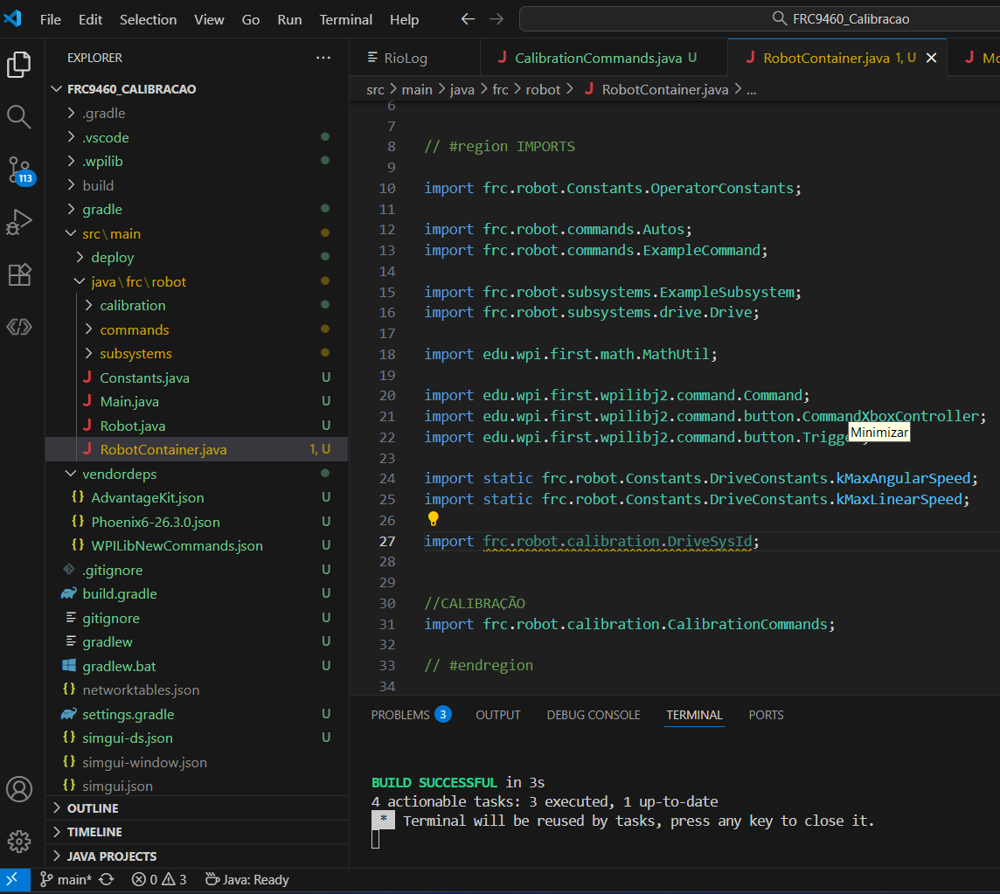 File Edit Selection View Go Run Terminal Help FRC9460_Calibracao
EXPLORER
FRC9460_CALIBRACAO
.gradle
.vscode
.wpilib
build
gradle
src\main
deploy
java\frc\robot
calibration
commands
subsystems
Constants.java U
Main.java U
Robot.java U
RobotContainer.java 1, U
vendordeps
AdvantageKit.json U
Phoenix6-26.3.0.json U
WPILibNewCommands.json U
.gitignore U
build.gradle U
gitignore U
gradlew U
gradlew.bat U
networktables.json
settings.gradle U
simgui-ds.json U
simgui-window.json
simgui.json
OUTLINE
TIMELINE
JAVA PROJECTS
113
RioLog CalibrationCommands.java U RobotContainer.java 1, U Mo
src > main > java > frc > robot > RobotContainer.java > ...
6
7
8 // #region IMPORTS
9
10 import frc.robot.Constants.OperatorConstants;
11
12 import frc.robot.commands.Autos;
13 import frc.robot.commands.ExampleCommand;
14
15 import frc.robot.subsystems.ExampleSubsystem;
16 import frc.robot.subsystems.drive.Drive;
17
18 import edu.wpi.first.math.MathUtil;
19
20 import edu.wpi.first.wpilibj2.command.Command;
21 import edu.wpi.first.wpilibj2.command.button.CommandXboxController;
22 import edu.wpi.first.wpilibj2.command.button.Trigge
Minimizar
23
24 import static frc.robot.Constants.DriveConstants.kMaxAngularSpeed;
25 import static frc.robot.Constants.DriveConstants.kMaxLinearSpeed;
26
27 import frc.robot.calibration.DriveSysId;
28
29
30 //CALIBRAÇÃO
31 import frc.robot.calibration.CalibrationCommands;
32
33 // #endregion
34
PROBLEMS 3 OUTPUT DEBUG CONSOLE TERMINAL PORTS
BUILD SUCCESSFUL in 3s
4 actionable tasks: 3 executed, 1 up-to-date
* Terminal will be reused by tasks, press any key to close it.
main* 0 3 Java: Ready